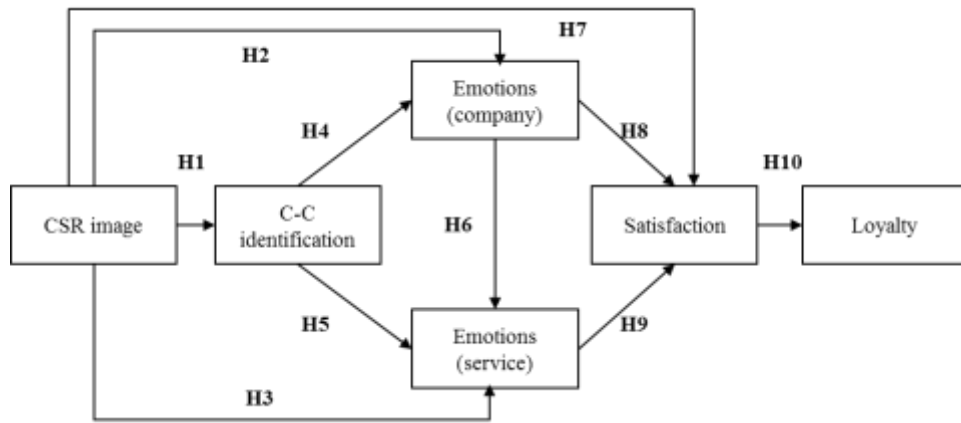 H7
H2
Emotions
(company)
H4
H8
H1
H10
CSR image
C-C
identification
H6
Satisfaction
Loyalty
H5
Emotions
(service)
H9
H3